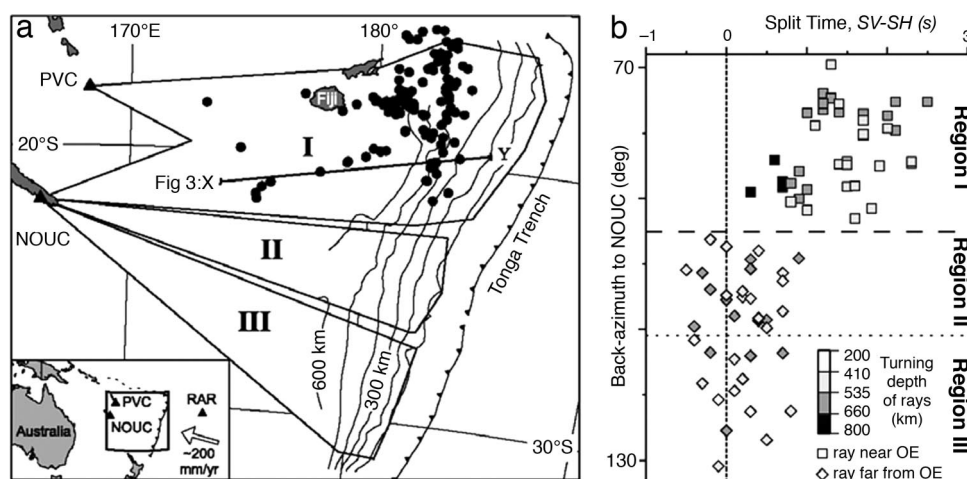 a
170°E
180°
PVC
Fiji
20°S
I
Y
Fig 3:X
NOUC
II
III
Tonga Trench
600 km
300 km
30°S
PVC
RAR
NOUC
Australia
~200
mm/yr
b
Split Time, SV-SH (s)
−1
0
3
70
Back-azimuth to NOUC (deg)
130
Region I
Region II
Region III
200
410
535
660
800
Turning
depth
of rays
(km)
ray near OE
ray far from OE